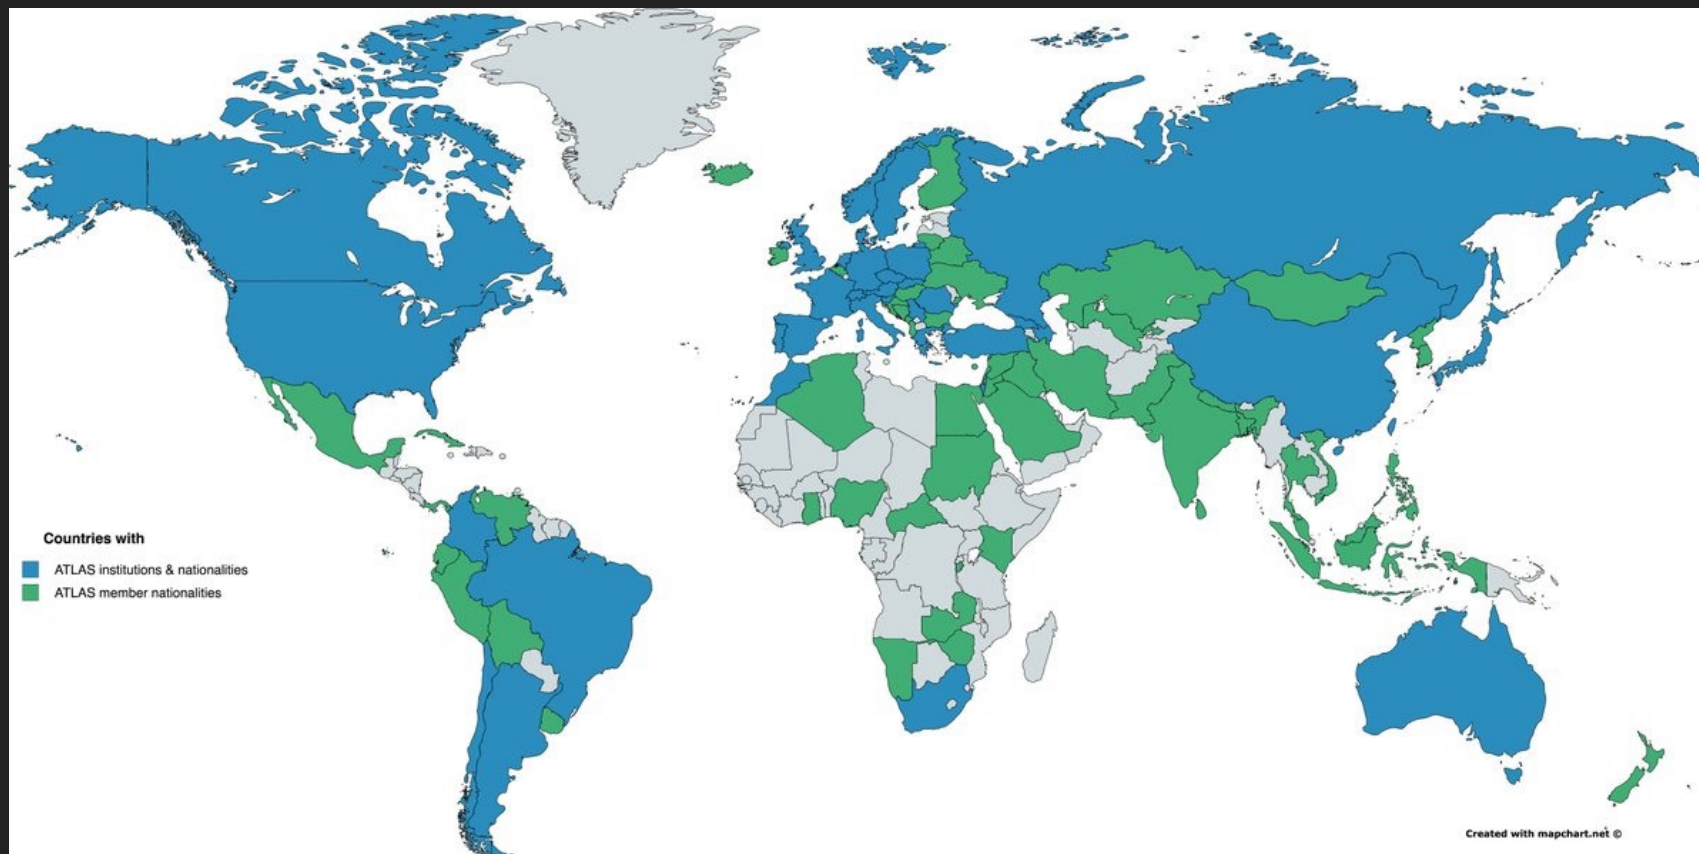 Countries with
ATLAS institutions & nationalities
ATLAS member nationalities
Created with mapchart.net ©